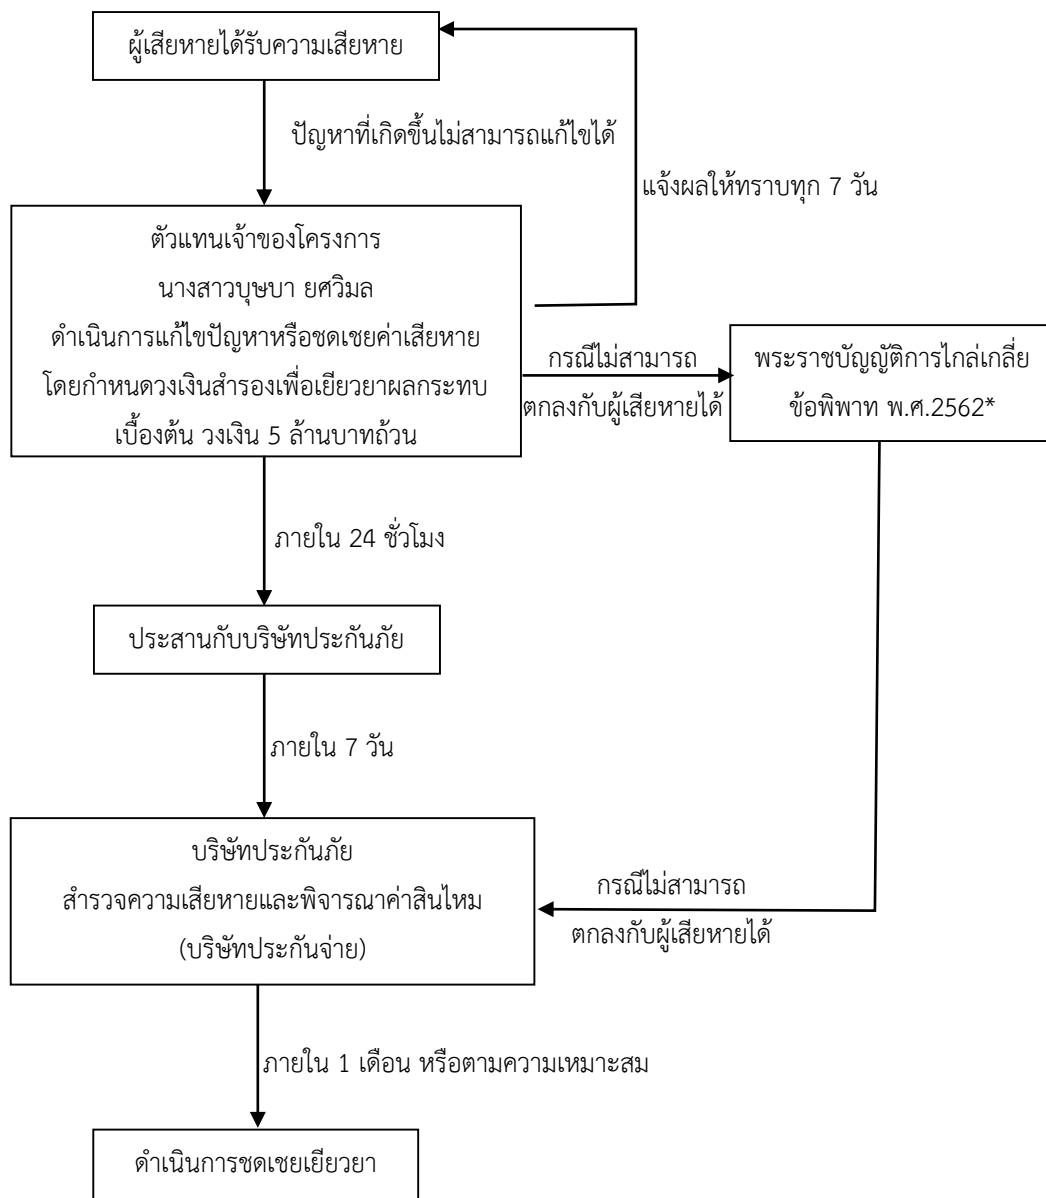 ผู้เสียหายได้รับความเสียหาย
ปัญหาที่เกิดขึ้นไม่สามารถแก้ไขได้
แจ้งผลให้ทราบทุก 7 วัน
ตัวแทนเจ้าของโครงการ
นางสาวบุษบา ยศวิมล
ดำเนินการแก้ไขปัญหาหรือชดเชยค่าเสียหาย
โดยกำหนดวงเงินสำรองเพื่อเยียวยาผลกระทบ
เบื้องต้น วงเงิน 5 ล้านบาทถ้วน
กรณีไม่สามารถ
ตกลงกับผู้เสียหายได้
พระราชบัญญัติการไกล่เกลี่ย
ข้อพิพาท พ.ศ.2562*
ภายใน 24 ชั่วโมง
ประสานกับบริษัทประกันภัย
ภายใน 7 วัน
บริษัทประกันภัย
สำรวจความเสียหายและพิจารณาค่าสินไหม
(บริษัทประกันจ่าย)
กรณีไม่สามารถ
ตกลงกับผู้เสียหายได้
ภายใน 1 เดือน หรือตามความเหมาะสม
ดำเนินการชดเชยเยียวยา